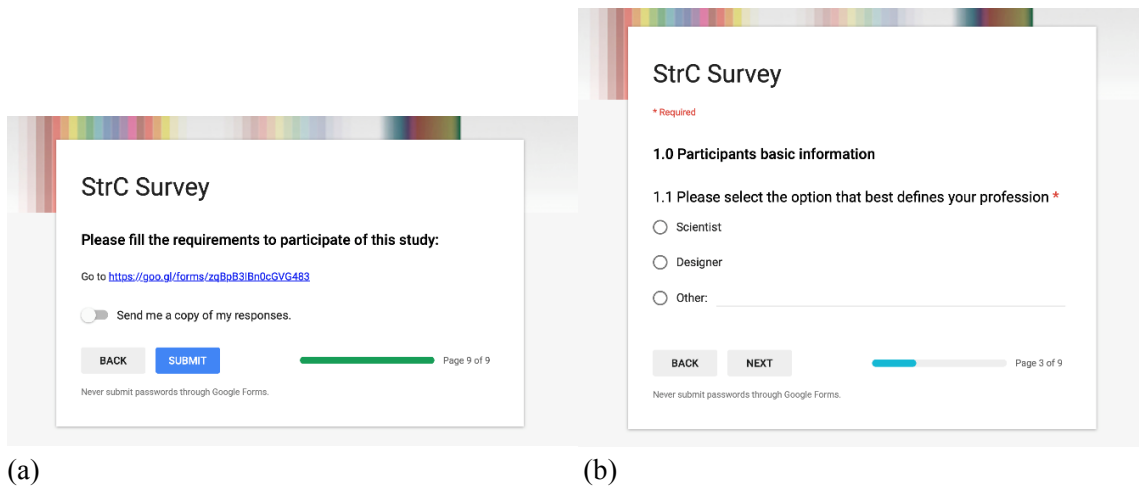 StrC Survey
Please fill the requirements to participate of this study:
Go to https://goo.gl/forms/zqBpB3lBn0cGVG483
Send me a copy of my responses.
BACK
SUBMIT
Page 9 of 9
Never submit passwords through Google Forms.
(a)
StrC Survey
* Required
1.0 Participants basic information
1.1 Please select the option that best defines your profession *
Scientist
Designer
Other:
BACK
NEXT
Page 3 of 9
Never submit passwords through Google Forms.
(b)